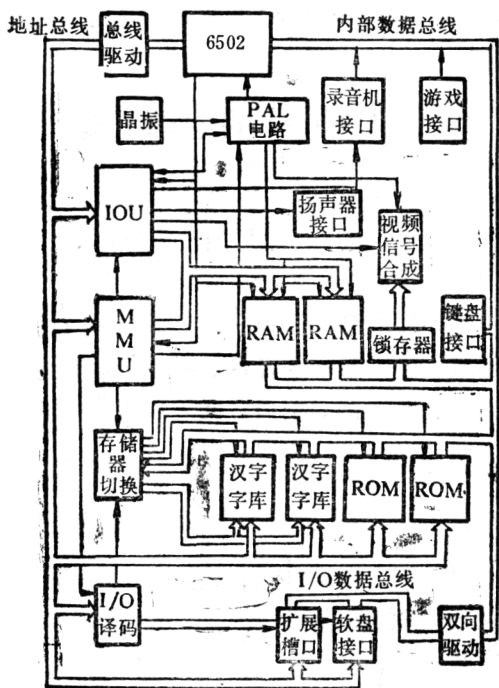 地址总线
总线
驱动
6502
内部数据总线
晶振
PAL
电路
录音机
接口
游戏
接口
IOU
扬声器
接口
视频
信号
合成
MMU
RAM
RAM
锁存器
键盘
接口
存储
器
切换
汉字
字库
汉字
字库
ROM
ROM
I/O数据总线
I/O
译码
扩展
槽口
软盘
接口
双向
驱动